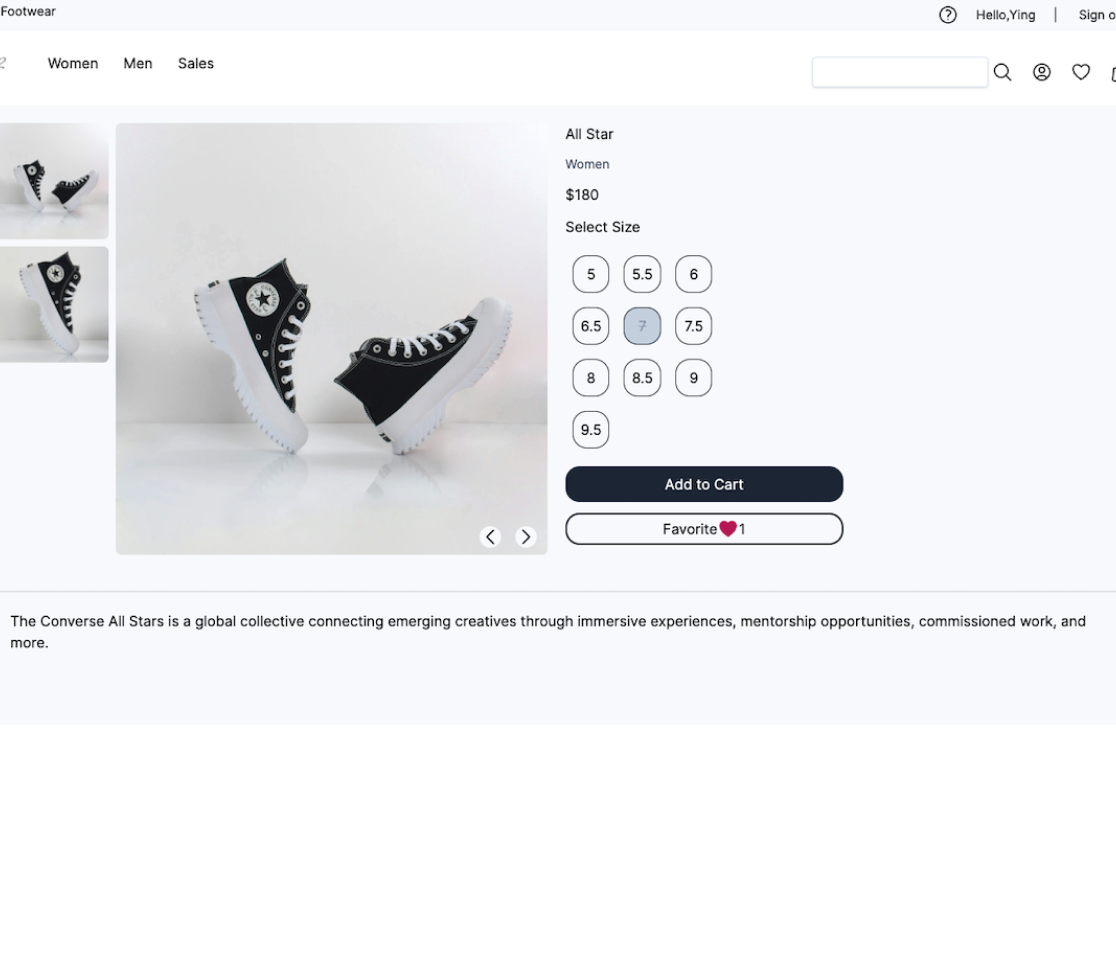 Footwear
Hello,Ying | Sign o
Women Men Sales
All Star
Women
$180
Select Size
5 5.5 6
6.5 7 7.5
8 8.5 9
9.5
Add to Cart
Favorite 1
The Converse All Stars is a global collective connecting emerging creatives through immersive experiences, mentorship opportunities, commissioned work, and
more.